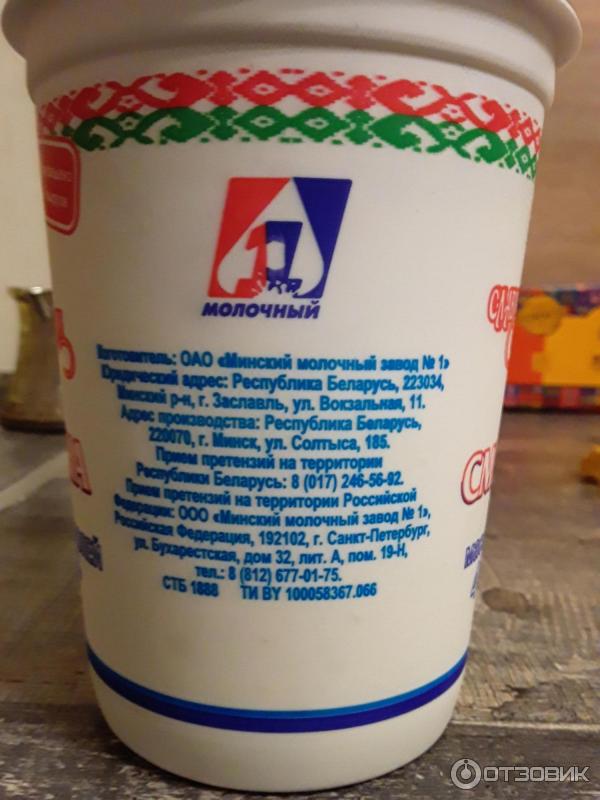 МОЛОЧНЫЙ
Изготовитель: ОАО «Минский молочный завод № 1»
Юридический адрес: Республика Беларусь, 223034,
Минский р-н, г. Заславль, ул. Вокзальная, 11.
Адрес производства: Республика Беларусь,
220070, г. Минск, ул. Солтыса, 185.
Прием претензий на территории
Республики Беларусь: 8 (017) 246-56-92.
Прием претензий на территории Российской
Федерации: ООО «Минский молочный завод № 1»,
Российская Федерация, 192102, г. Санкт-Петербург,
ул. Бухарестская, дом 32, лит. А, пом. 19-Н,
тел.: 8 (812) 677-01-75.
СТБ 1888 ТИ BY 100058367.066
ОТЗОВИК